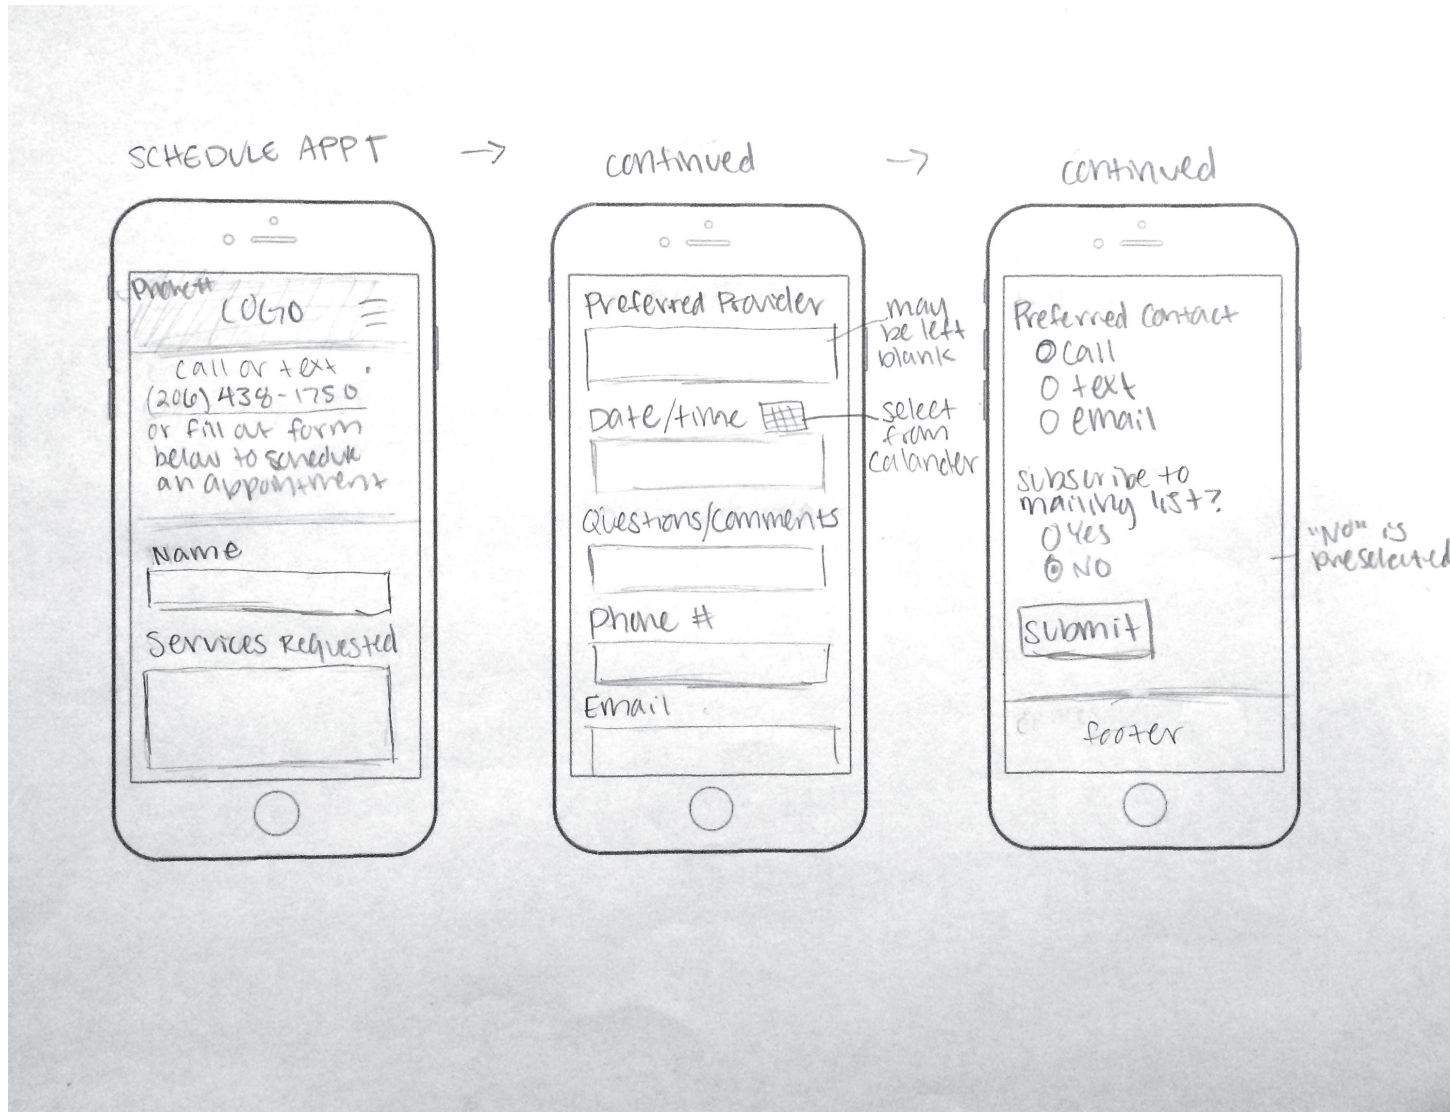 SCHEDULE APPT →
continued →
continued
Phone#
LOGO
call or text
(206) 438-1750
or fill out form
below to schedule
an appointment
Name
Services Requested
Preferred Provider
may
be left
blank
Date/time
select
from
calander
Questions/Comments
Phone #
Email
Preferred Contact
call
text
email
subscribe to
mailing list?
Yes
NO
"No" is
preselected
submit
footer